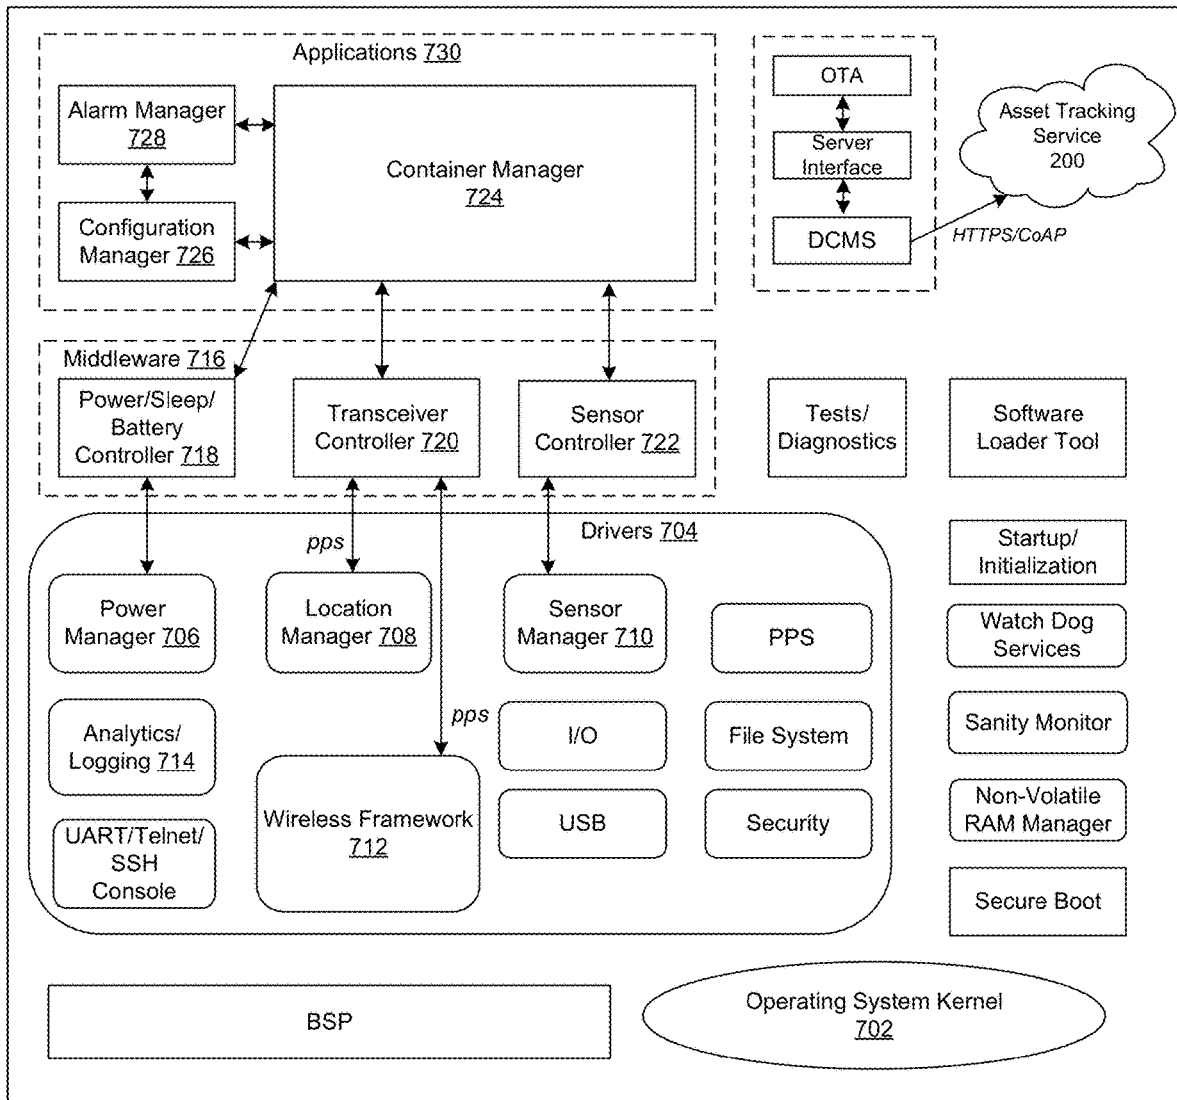 Applications 730
Alarm Manager
728
Configuration
Manager 726
Container Manager
724
OTA
Server
Interface
DCMS
Asset Tracking
Service
200
HTTPS/CoAP
Middleware 716
Power/Sleep/
Battery
Controller 718
Transceiver
Controller 720
Sensor
Controller 722
Tests/
Diagnostics
Software
Loader Tool
Drivers 704
pps
Power
Manager 706
Location
Manager 708
Sensor
Manager 710
PPS
Analytics/
Logging 714
pps
I/O
File System
UART/Telnet/
SSH
Console
Wireless Framework
712
USB
Security
Startup/
Initialization
Watch Dog
Services
Sanity Monitor
Non-Volatile
RAM Manager
Secure Boot
BSP
Operating System Kernel
702